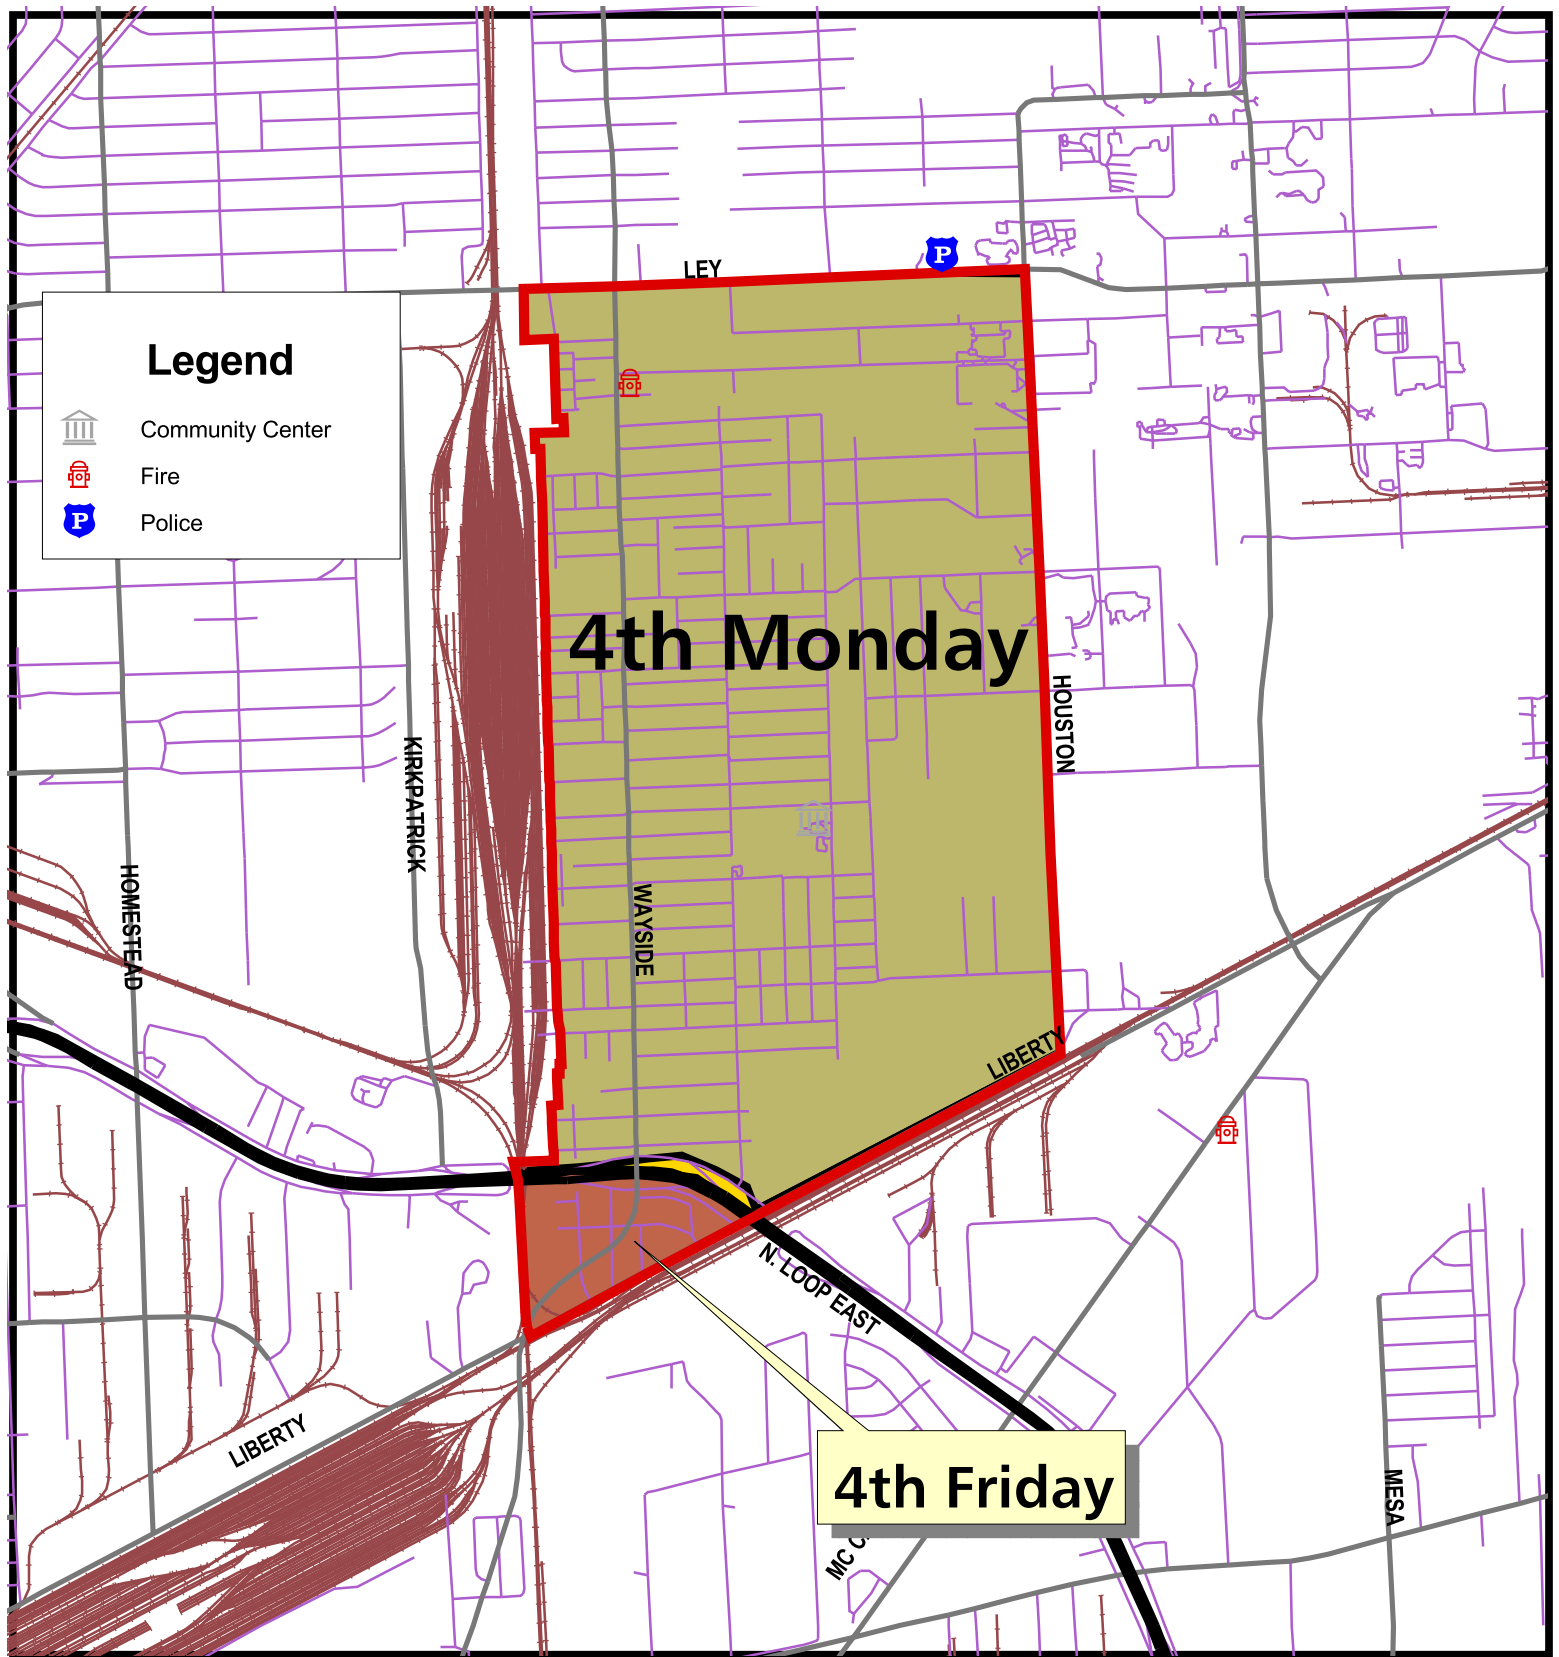 LEY
P
Legend
Community Center
Fire
P
Police
4th Monday
HOUSTON
KIRKPATRICK
HOMESTEAD
WAYSIDE
LIBERTY
N. LOOP EAST
LIBERTY
4th Friday
MESA
MC C